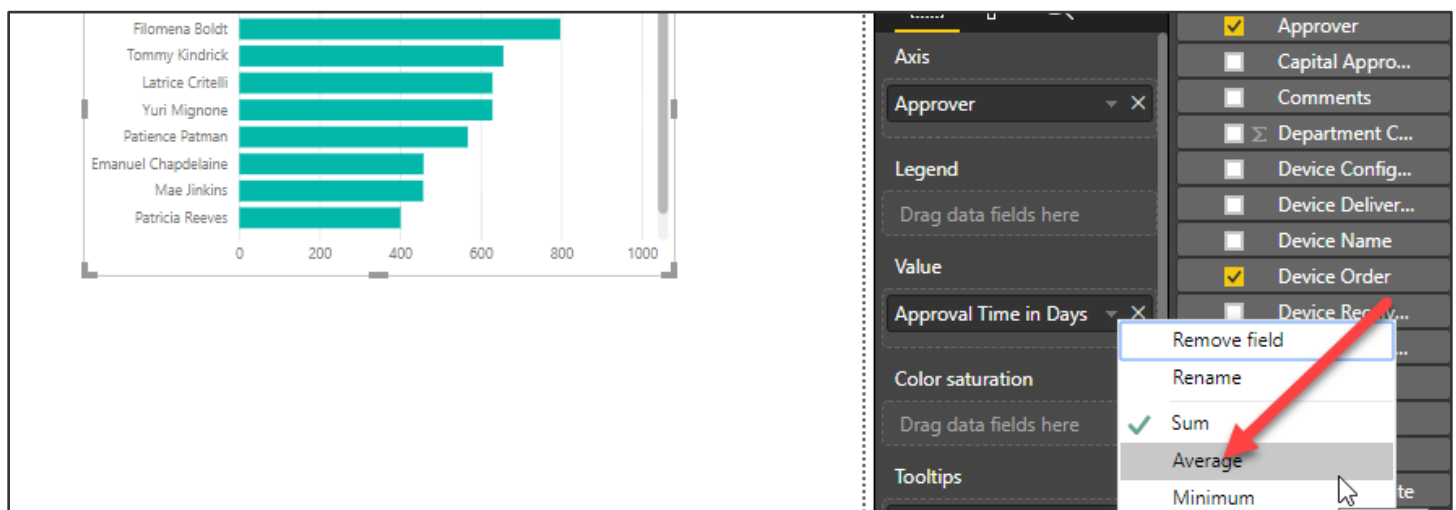 Filomena Boldt
Tommy Kindrick
Latrice Critelli
Yuri Mignone
Patience Patman
Emanuel Chapdelaine
Mae Jinkins
Patricia Reeves
0 200 400 600 800 1000
Axis
Approver
Legend
Drag data fields here
Value
Approval Time in Days
Color saturation
Drag data fields here
Tooltips
Approver
Capital Appro...
Comments
Department C...
Device Config...
Device Deliver...
Device Name
Device Order
Device
...
Remove field
Rename
Sum
Average
Minimum
te